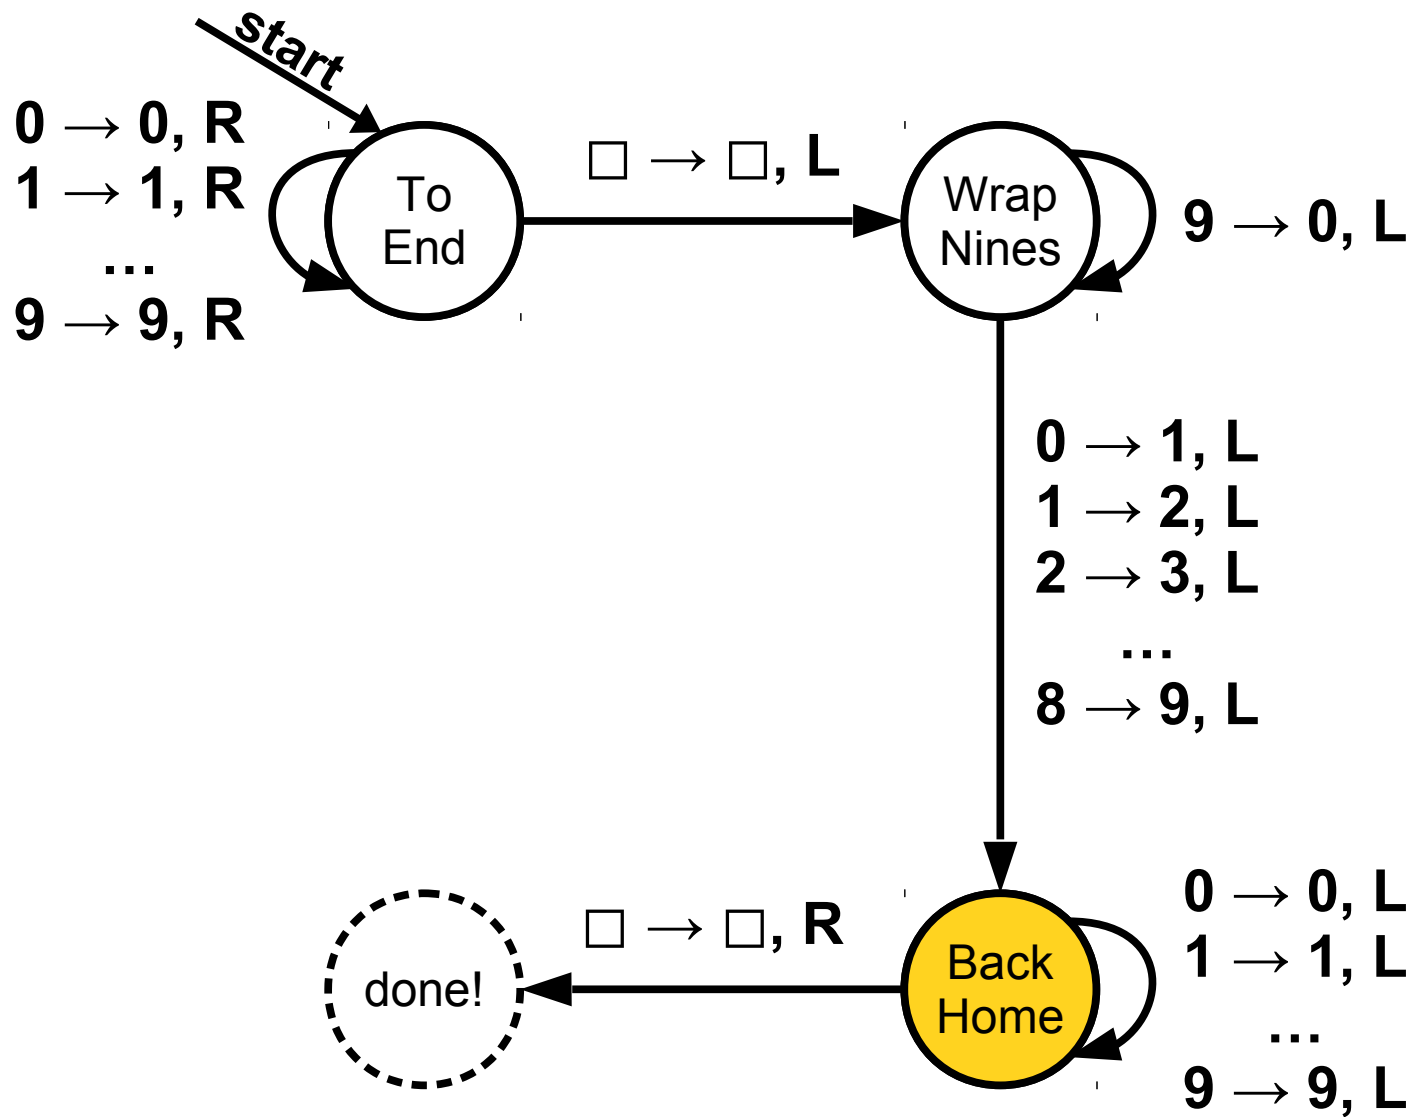 start
0 → 0, R
1 → 1, R
...
9 → 9, R
To
End
□ → □, L
Wrap
Nines
9 → 0, L
0 → 1, L
1 → 2, L
2 → 3, L
...
8 → 9, L
done!
□ → □, R
Back
Home
0 → 0, L
1 → 1, L
...
9 → 9, L